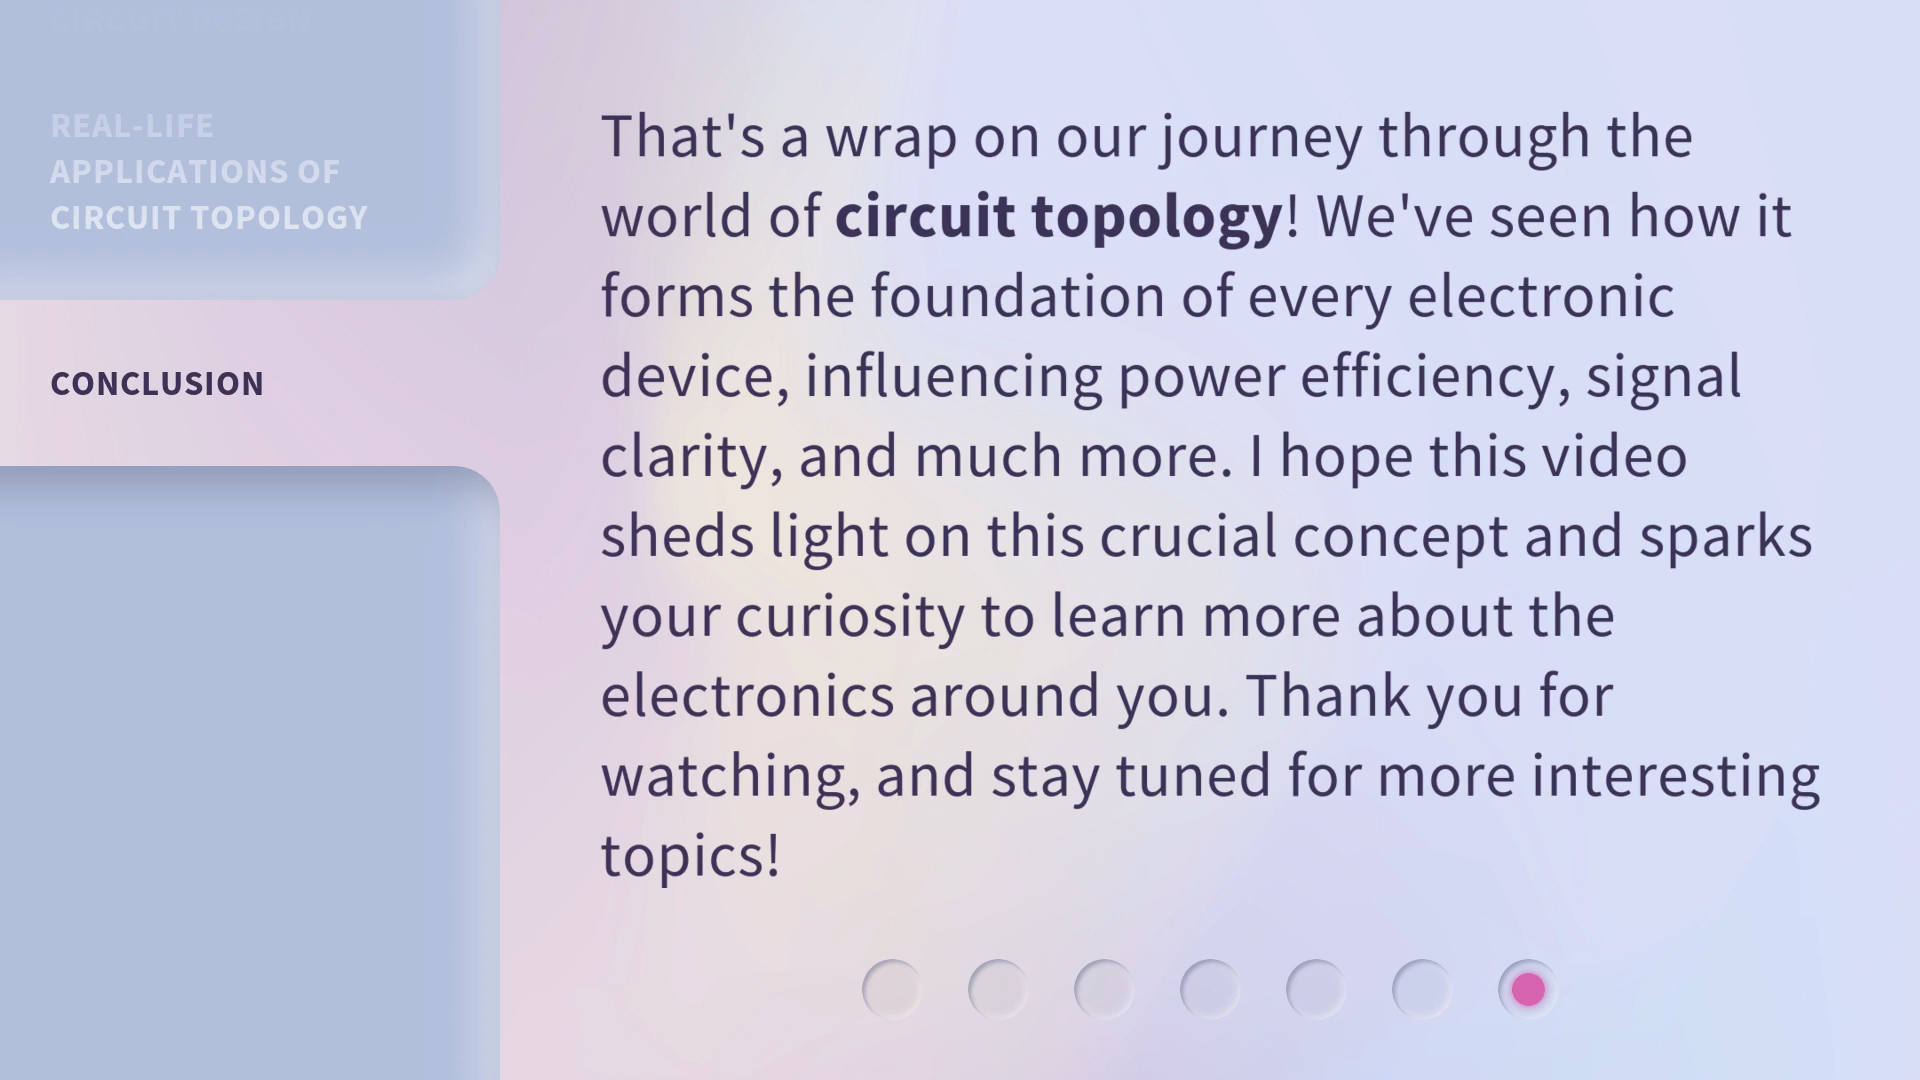 CIRCUIT DESIGN
REAL-LIFE
APPLICATIONS OF
CIRCUIT TOPOLOGY
CONCLUSION
That's a wrap on our journey through the
world of circuit topology! We've seen how it
forms the foundation of every electronic
device, influencing power efficiency, signal
clarity, and much more. I hope this video
sheds light on this crucial concept and sparks
your curiosity to learn more about the
electronics around you. Thank you for
watching, and stay tuned for more interesting
topics!